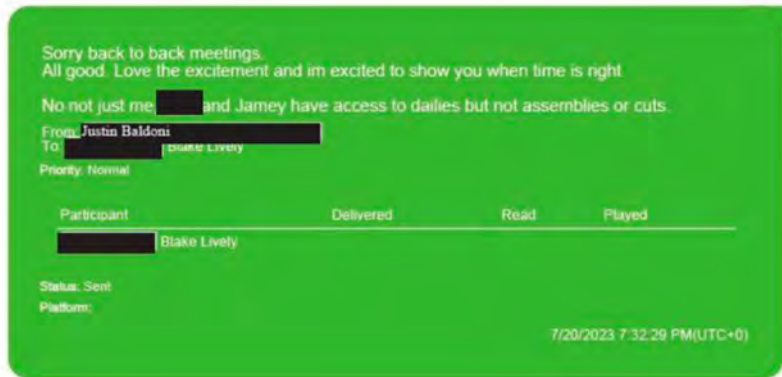 Sorry back to back meetings.
All good. Love the excitement and im excited to show you when time is right
No not just me and Jamey have access to dailies but not assemblies or cuts.
From: Justin Baldoni
To: Blake Lively
Priority: Normal
Participant Delivered Read Played
Blake Lively
Status: Sent
Platform:
7/20/2023 7:32:29 PM(UTC+0)